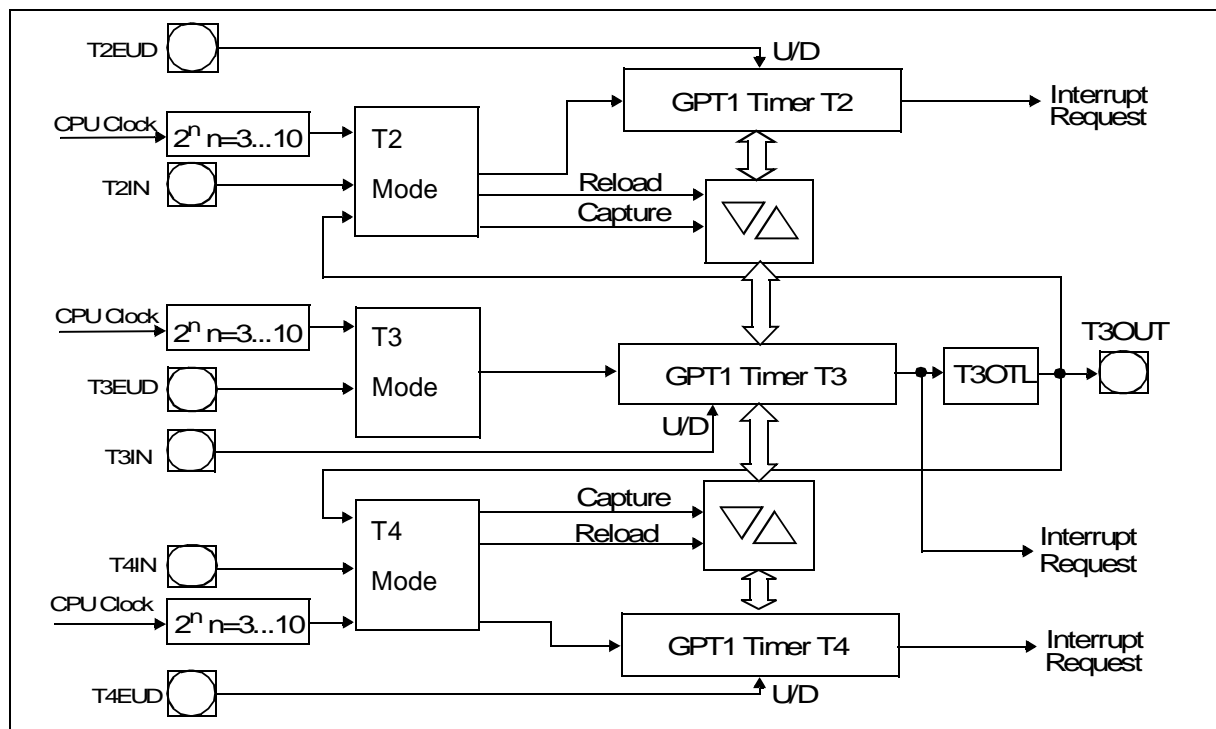 T2EUD
U/D
GPT1 Timer T2
Interrupt
Request
CPU Clock
2ⁿ n=3...10
T2
Mode
T2IN
Reload
Capture
CPU Clock
2ⁿ n=3...10
T3
Mode
T3OUT
GPT1 Timer T3
T3OTL
T3EUD
U/D
T3IN
Capture
Reload
T4
Mode
Interrupt
Request
T4IN
CPU Clock
2ⁿ n=3...10
GPT1 Timer T4
Interrupt
Request
T4EUD
U/D